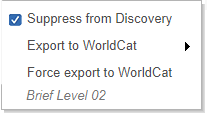 Suppress from Discovery
Export to WorldCat
Force export to WorldCat
Brief Level 02